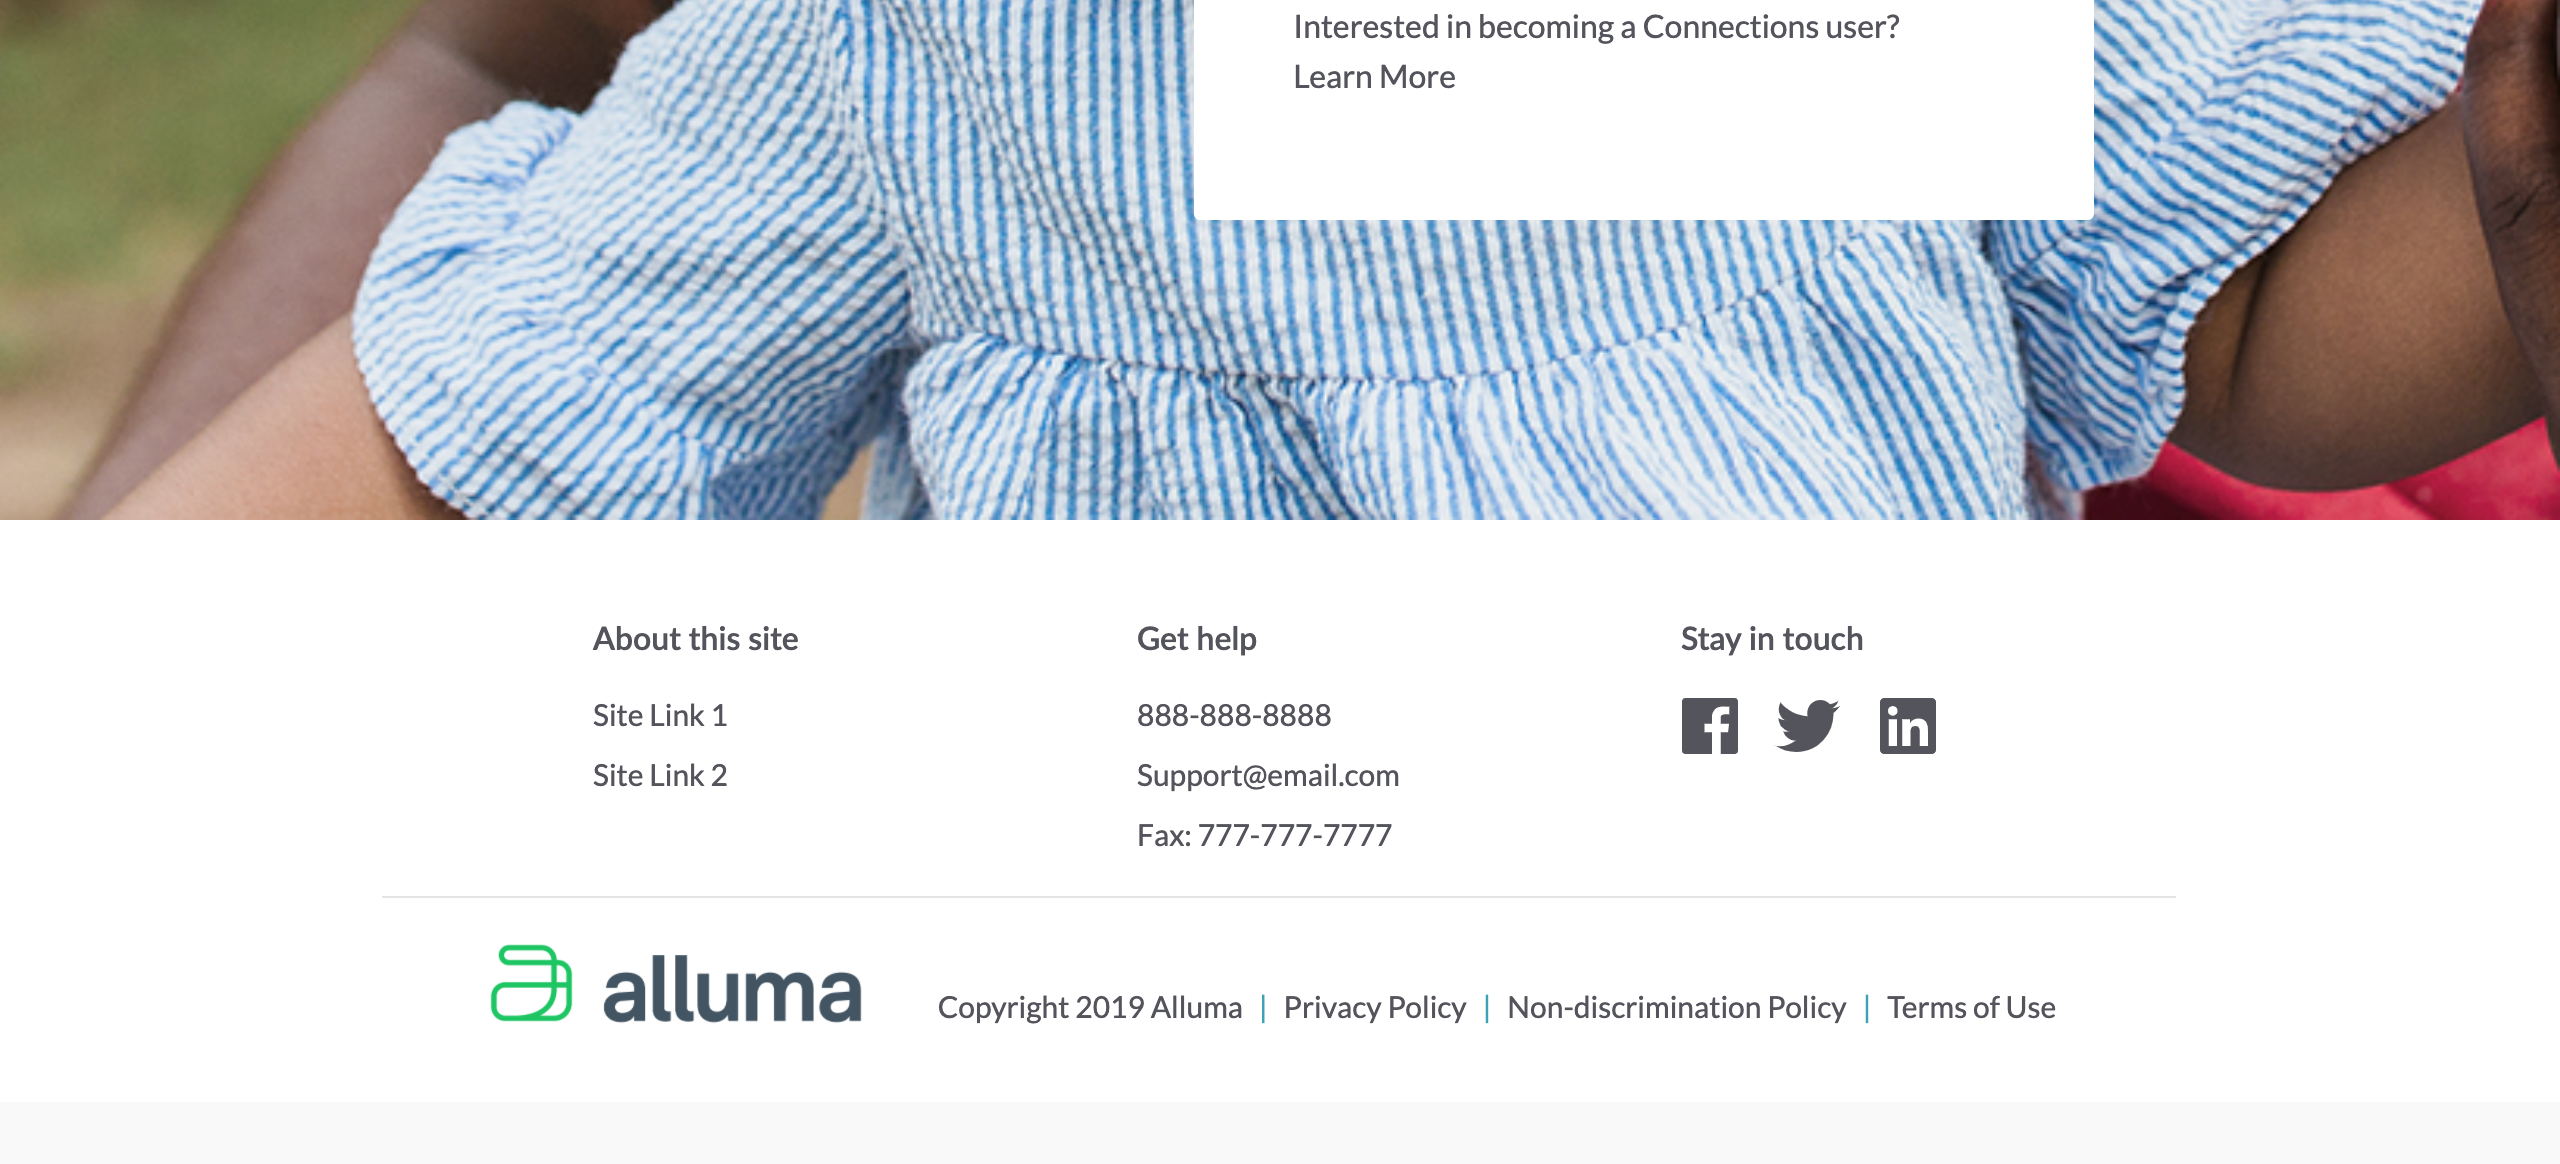 Interested in becoming a Connections user?
Learn More
About this site
Site Link 1
Site Link 2
Get help
888-888-8888
Support@email.com
Fax: 777-777-7777
Stay in touch
alluma
Copyright 2019 Alluma | Privacy Policy | Non-discrimination Policy | Terms of Use